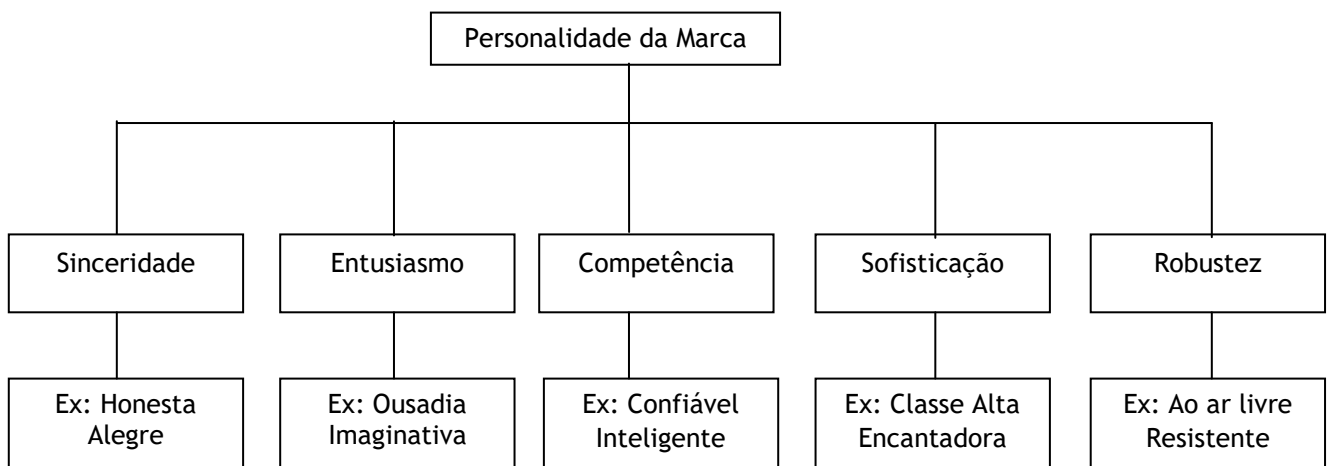 Personalidade da Marca
Sinceridade
Entusiasmo
Competência
Sofisticação
Robustez
Ex: Honesta
Alegre
Ex: Ousadia
Imaginativa
Ex: Confiável
Inteligente
Ex: Classe Alta
Encantadora
Ex: Ao ar livre
Resistente